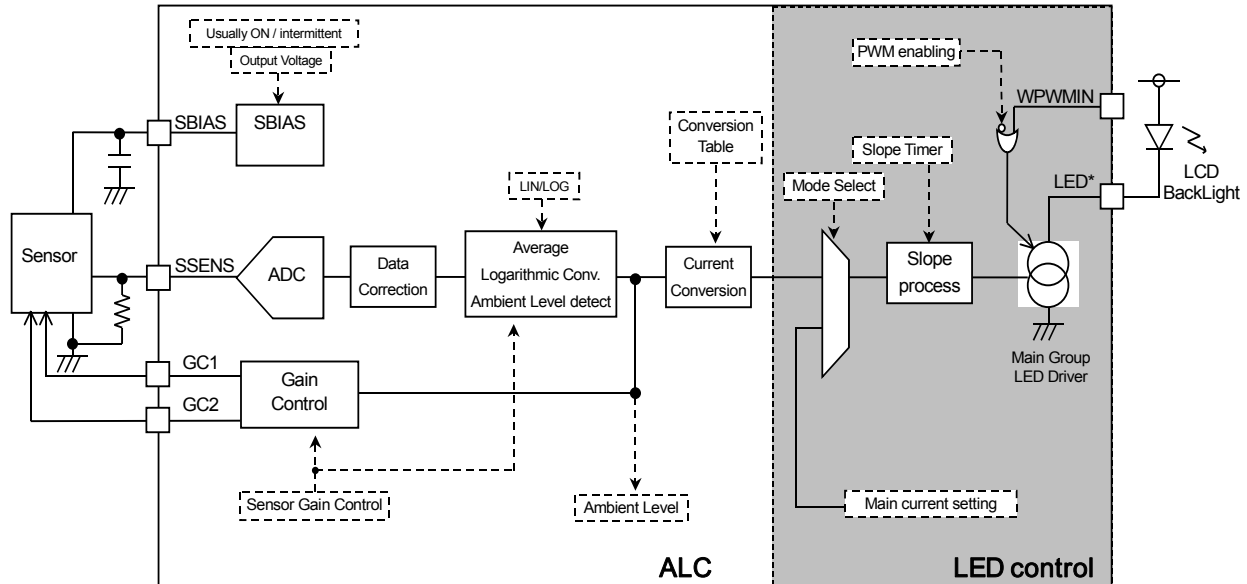 Usually ON / intermittent
Output Voltage
PWM enabling
SBIAS
SBIAS
WPWMIN
Conversion
Table
Slope Timer
LCD
BackLight
LIN/LOG
Mode Select
LED*
Sensor
SSENS
ADC
Data
Correction
Average
Logarithmic Conv.
Ambient Level detect
Current
Conversion
Slope
process
GC1
GC2
Gain
Control
Main Group
LED Driver
Sensor Gain Control
Ambient Level
Main current setting
ALC
LED control